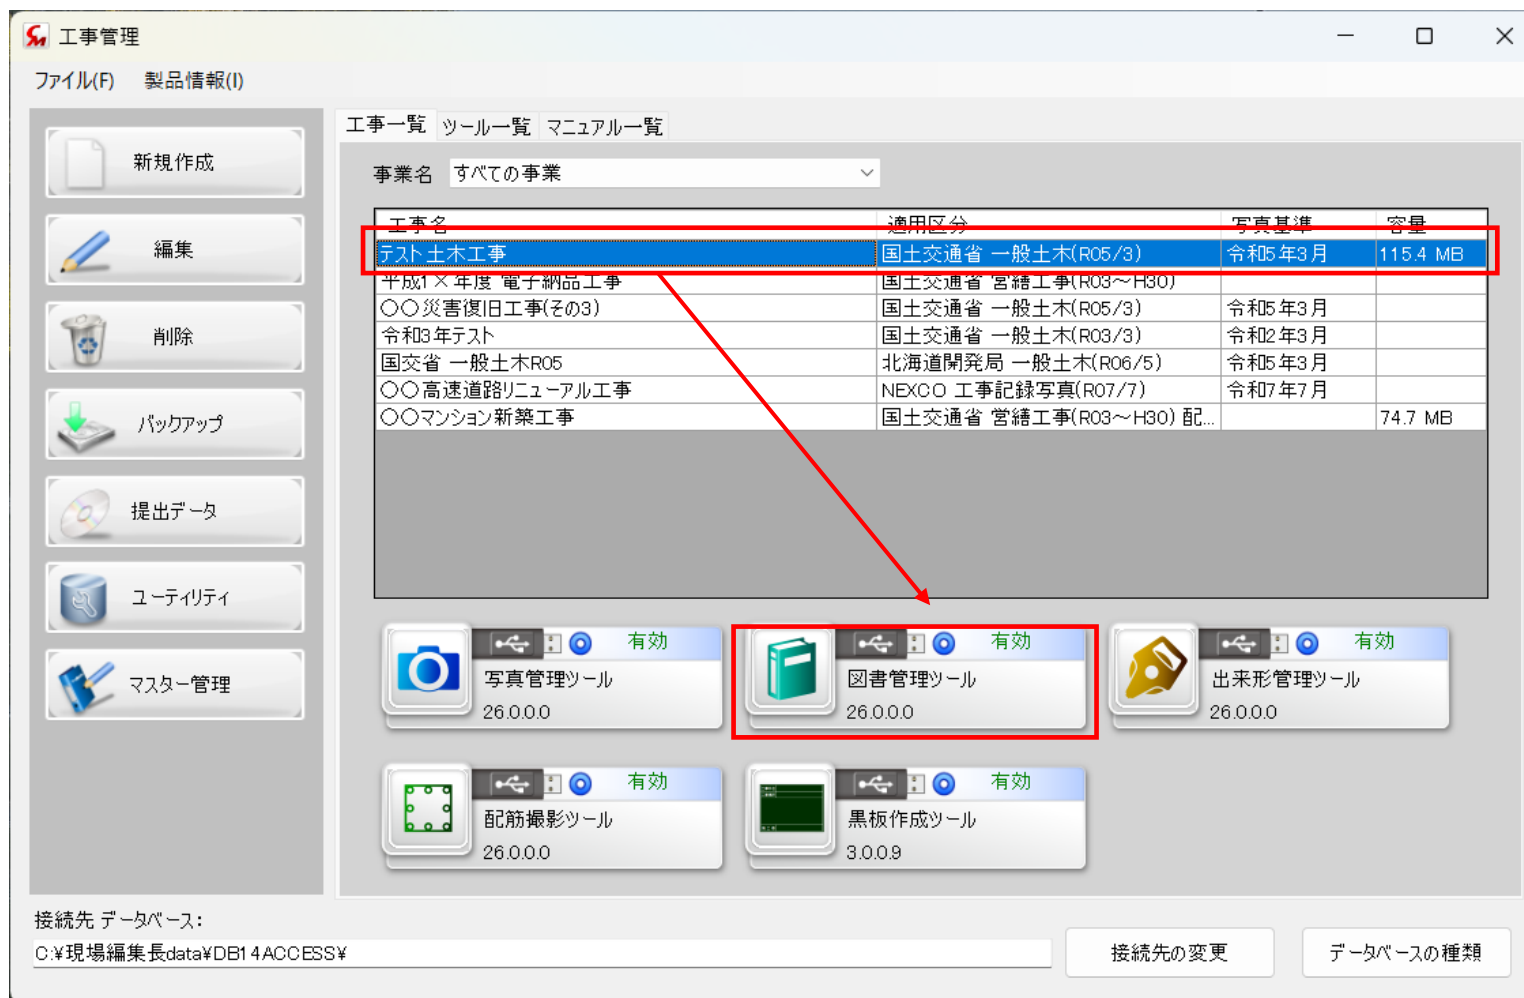 工事管理
ファイル(F) 製品情報(I)
新規作成
編集
削除
バックアップ
提出データ
ユーティリティ
マスター管理
工事一覧 ツール一覧 マニュアル一覧
事業名 すべての事業
工事名 適用区分 写真基準 容量
テスト土木工事 国土交通省 一般土木(R05/3) 令和5年3月 115.4 MB
平成1×年度 電子納品工事 国土交通省 営繕工事(R03～H30)
〇〇災害復旧工事(その3) 国土交通省 一般土木(R05/3) 令和5年3月
令和3年テスト 国土交通省 一般土木(R03/3) 令和2年3月
国交省 一般土木R05 北海道開発局 一般土木(R06/5) 令和5年3月
〇〇高速道路リニューアル工事 NEXCO 工事記録写真(R07/7) 令和7年7月
〇〇マンション新築工事 国土交通省 営繕工事(R03～H30) 配... 74.7 MB
有効
写真管理ツール
26.0.0.0
有効
図書管理ツール
26.0.0.0
有効
出来形管理ツール
26.0.0.0
有効
配筋撮影ツール
26.0.0.0
有効
黒板作成ツール
3.0.0.9
接続先 データベース:
C:¥現場編集長data¥DB14ACCESS¥
接続先の変更
データベースの種類